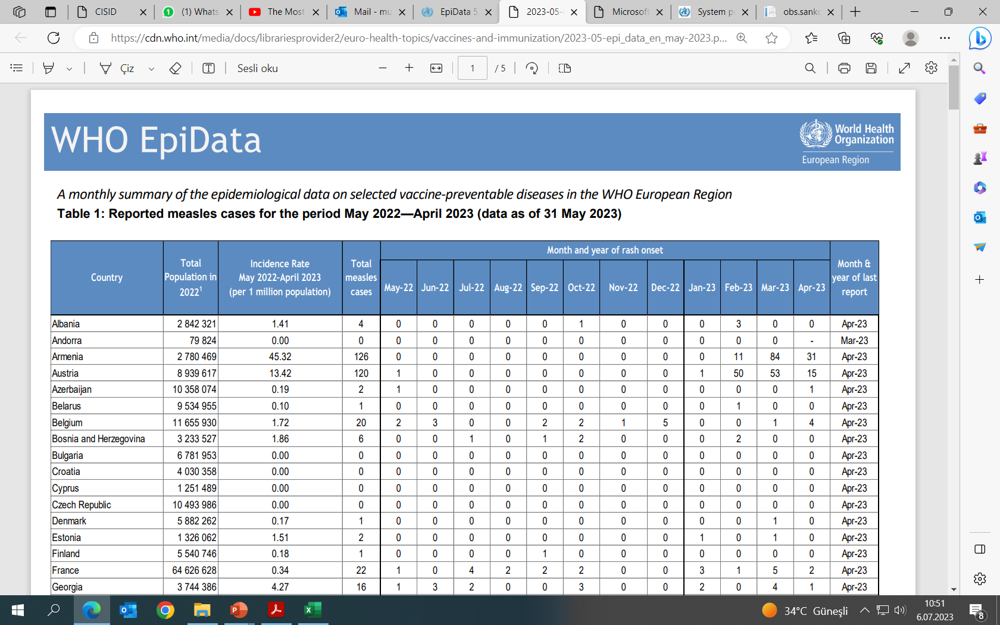 CISID
(1) Whats
The Most
Mail - mu
EpiData 5
2023-05-
Microsoft
System p
obs.sank
https://cdn.who.int/media/docs/librariesprovider2/euro-health-topics/vaccines-and-immunization/2023-05-epi_data_en_may-2023.p...
Çiz
Sesli oku
1 / 5
WHO EpiData
World Health
Organization
European Region
A monthly summary of the epidemiological data on selected vaccine-preventable diseases in the WHO European Region
Table 1: Reported measles cases for the period May 2022—April 2023 (data as of 31 May 2023)
Country
Total
Population in
2022¹
Incidence Rate
May 2022-April 2023
(per 1 million population)
Total
measles
cases
Month and year of rash onset
May-22 Jun-22 Jul-22 Aug-22 Sep-22 Oct-22 Nov-22 Dec-22 Jan-23 Feb-23 Mar-23 Apr-23
Month &
year of last
report
Albania 2 842 321 1.41 4 0 0 0 0 0 1 0 0 0 3 0 0 Apr-23
Andorra 79 824 0.00 0 0 0 0 0 0 0 0 0 0 0 0 - Mar-23
Armenia 2 780 469 45.32 126 0 0 0 0 0 0 0 0 0 11 84 31 Apr-23
Austria 8 939 617 13.42 120 1 0 0 0 0 0 0 0 1 50 53 15 Apr-23
Azerbaijan 10 358 074 0.19 2 1 0 0 0 0 0 0 0 0 0 0 1 Apr-23
Belarus 9 534 955 0.10 1 0 0 0 0 0 0 0 0 0 1 0 0 Apr-23
Belgium 11 655 930 1.72 20 2 3 0 0 2 2 1 5 0 0 1 4 Apr-23
Bosnia and Herzegovina 3 233 527 1.86 6 0 0 1 0 1 2 0 0 0 2 0 0 Apr-23
Bulgaria 6 781 953 0.00 0 0 0 0 0 0 0 0 0 0 0 0 0 Apr-23
Croatia 4 030 358 0.00 0 0 0 0 0 0 0 0 0 0 0 0 0 Apr-23
Cyprus 1 251 489 0.00 0 0 0 0 0 0 0 0 0 0 0 0 0 Apr-23
Czech Republic 10 493 986 0.00 0 0 0 0 0 0 0 0 0 0 0 0 0 Apr-23
Denmark 5 882 262 0.17 1 0 0 0 0 0 0 0 0 0 0 1 0 Apr-23
Estonia 1 326 062 1.51 2 0 0 0 0 0 0 0 0 1 0 1 0 Apr-23
Finland 5 540 746 0.18 1 0 0 0 0 1 0 0 0 0 0 0 0 Apr-23
France 64 626 628 0.34 22 1 0 4 2 2 2 0 0 3 1 5 2 Apr-23
Georgia 3 744 386 4.27 16 1 3 2 0 0 3 0 0 2 0 4 1 Apr-23
34°C Güneşli
10:51
6.07.2023
8